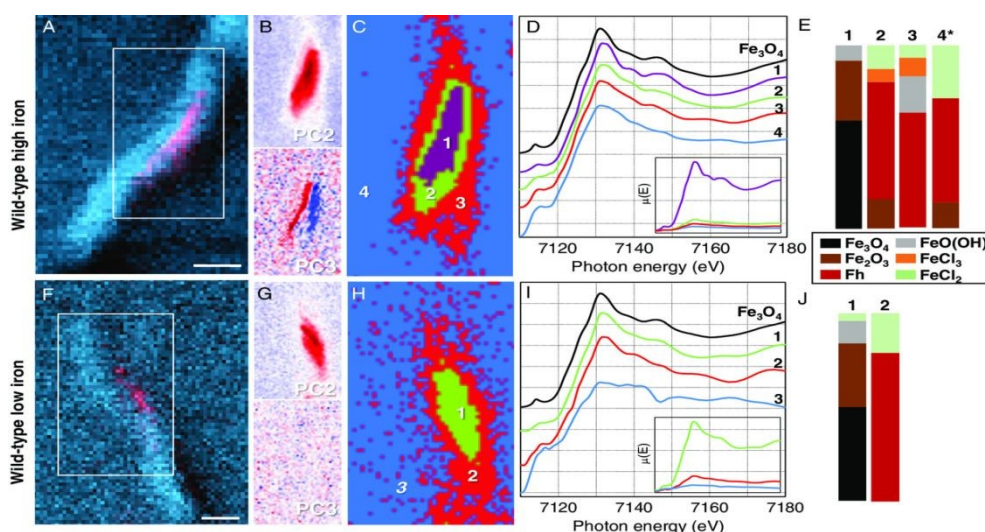 Wild-type high iron
A
B
PC2
PC3
C
1
2
3
4
D
Fe3O4
1
2
3
4
μ(E)
7120 7140 7160 7180
Photon energy (eV)
E
1 2 3 4*
Fe3O4 FeO(OH)
Fe2O3 FeCl3
Fh FeCl2
Wild-type low iron
F
G
PC2
PC3
H
1
2
3
I
Fe3O4
1
2
3
μ(E)
7120 7140 7160 7180
Photon energy (eV)
J
1 2